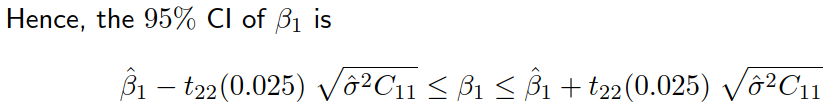 Hence, the 95% CI of β₁ is
β̂₁ − t₂₂(0.025) √(σ̂²C₁₁) ≤ β₁ ≤ β̂₁ + t₂₂(0.025) √(σ̂²C₁₁)